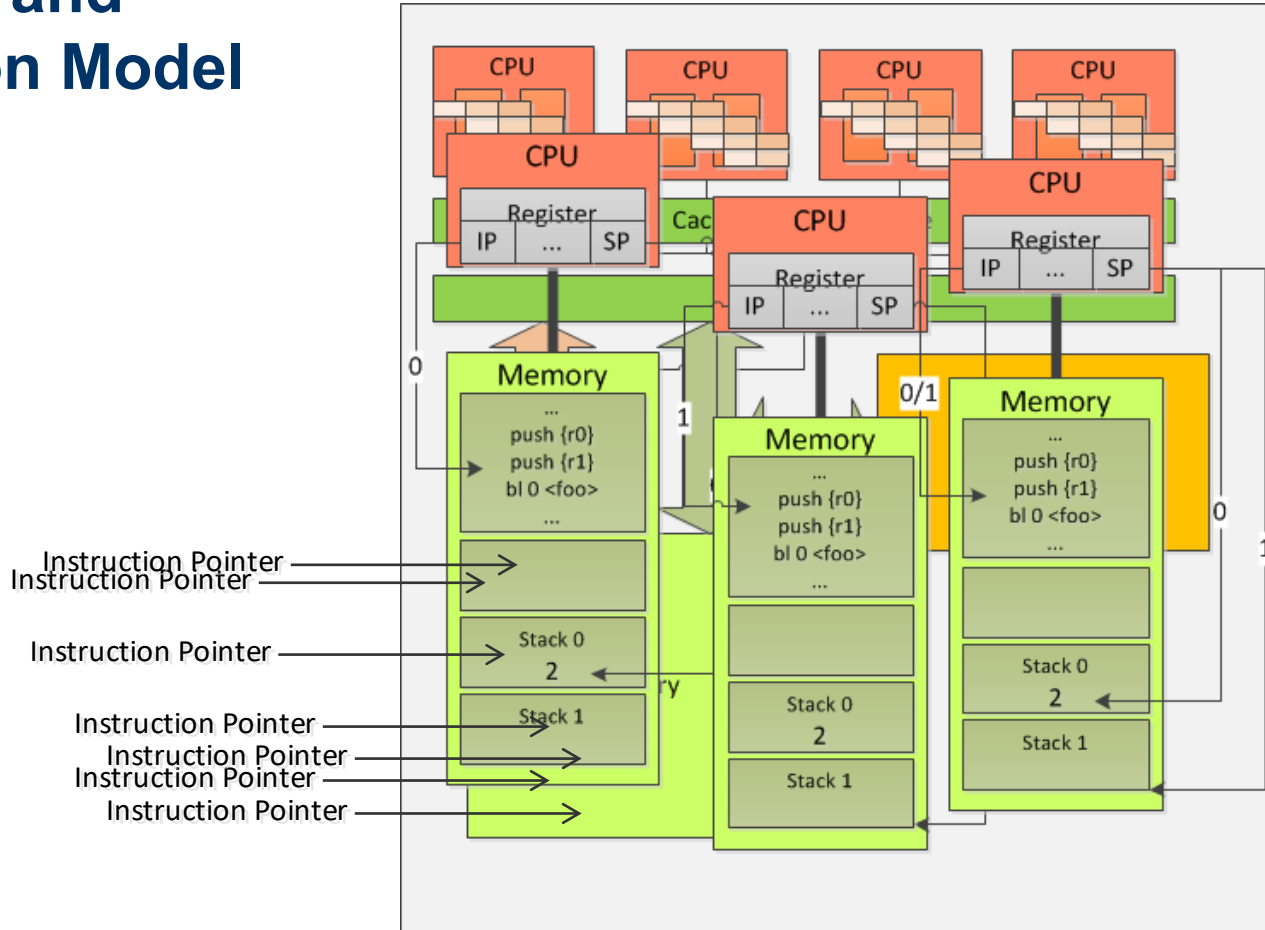 and
on Model
CPU
CPU
CPU
CPU
CPU
Register
IP ... SP
Cac
CPU
Register
IP ... SP
e
CPU
Register
IP ... SP
0
1
0/1
0
1
Memory
...
push {r0}
push {r1}
bl 0 <foo>
...
Stack 0
2
Stack 1
ry
Memory
...
push {r0}
push {r1}
bl 0 <foo>
...
Stack 0
2
Stack 1
Memory
...
push {r0}
push {r1}
bl 0 <foo>
...
Stack 0
2
Stack 1
Instruction Pointer
Instruction Pointer
Instruction Pointer
Instruction Pointer
Instruction Pointer
Instruction Pointer
Instruction Pointer